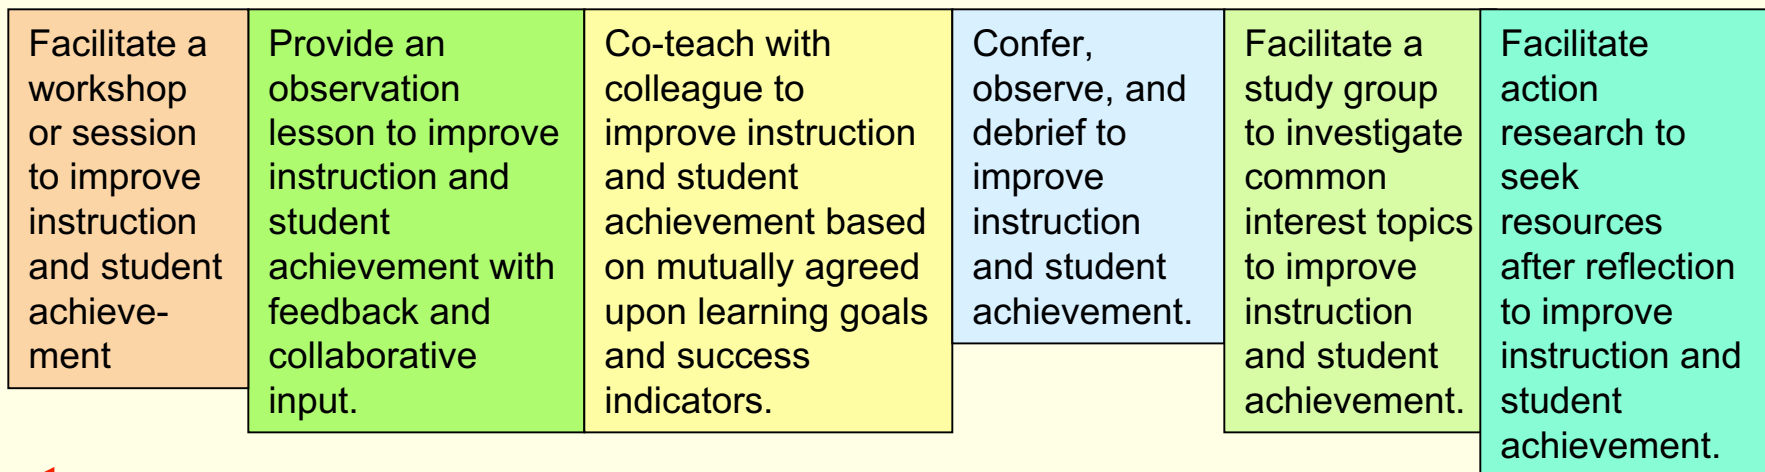 Facilitate a
workshop
or session
to improve
instruction
and student
achieve-
ment
Provide an
observation
lesson to improve
instruction and
student
achievement with
feedback and
collaborative
input.
Co-teach with
colleague to
improve instruction
and student
achievement based
on mutually agreed
upon learning goals
and success
indicators.
Confer,
observe, and
debrief to
improve
instruction
and student
achievement.
Facilitate a
study group
to investigate
common
interest topics
to improve
instruction
and student
achievement.
Facilitate
action
research to
seek
resources
after reflection
to improve
instruction and
student
achievement.